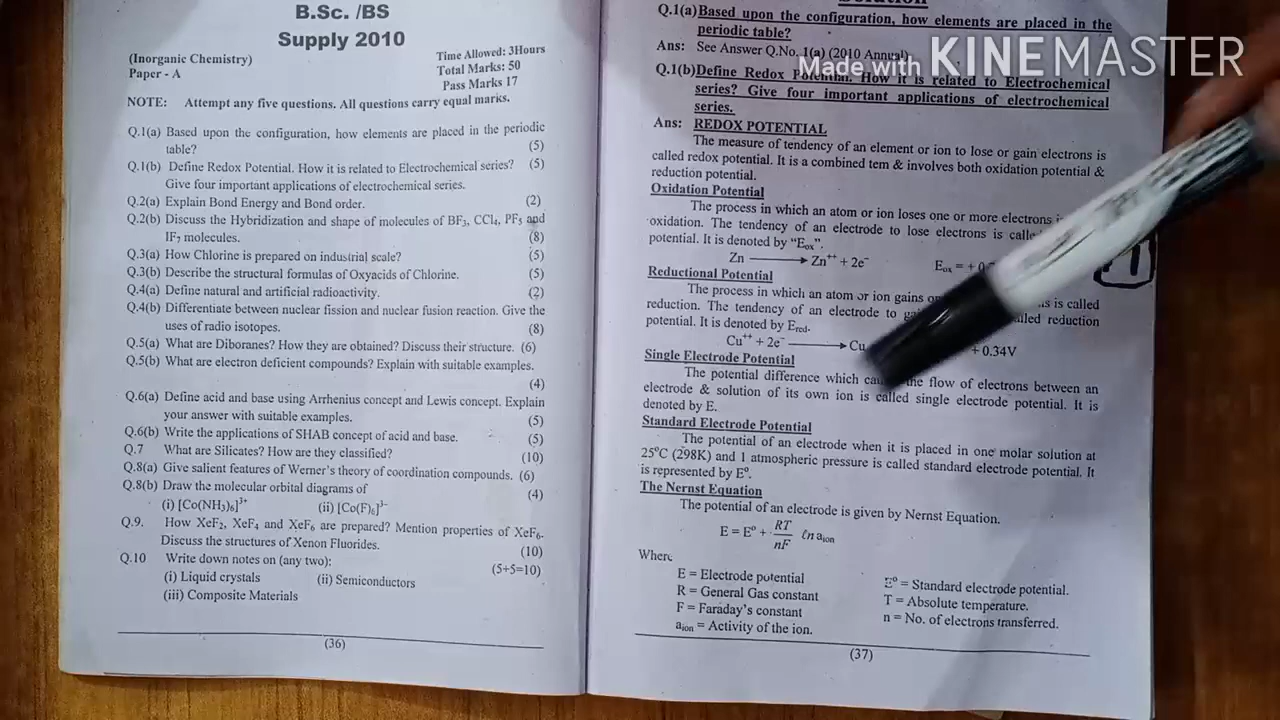 B.Sc. /BS
Supply 2010
(Inorganic Chemistry)
Paper - A
Time Allowed: 3Hours
Total Marks: 50
Pass Marks 17
NOTE: Attempt any five questions. All questions carry equal marks.
Q.1(a) Based upon the configuration, how elements are placed in the periodic
table? (5)
Q.1(b) Define Redox Potential. How it is related to Electrochemical series? (5)
Give four important applications of electrochemical series.
Q.2(a) Explain Bond Energy and Bond order. (2)
Q.2(b) Discuss the Hybridization and shape of molecules of BF₃, CCl₄, PF₅ and
IF₇ molecules. (8)
Q.3(a) How Chlorine is prepared on industrial scale? (5)
Q.3(b) Describe the structural formulas of Oxyacids of Chlorine. (5)
Q.4(a) Define natural and artificial radioactivity. (2)
Q.4(b) Differentiate between nuclear fission and nuclear fusion reaction. Give the
uses of radio isotopes. (8)
Q.5(a) What are Diboranes? How they are obtained? Discuss their structure. (6)
Q.5(b) What are electron deficient compounds? Explain with suitable examples.
(4)
Q.6(a) Define acid and base using Arrhenius concept and Lewis concept. Explain
your answer with suitable examples. (5)
Q.6(b) Write the applications of SHAB concept of acid and base. (5)
Q.7 What are Silicates? How are they classified? (10)
Q.8(a) Give salient features of Werner's theory of coordination compounds. (6)
Q.8(b) Draw the molecular orbital diagrams of (4)
(i) [Co(NH₃)₆]³⁺ (ii) [Co(F)₆]³⁻
Q.9. How XeF₂, XeF₄ and XeF₆ are prepared? Mention properties of XeF₆.
Discuss the structures of Xenon Fluorides. (10)
Q.10 Write down notes on (any two): (5+5=10)
(i) Liquid crystals (ii) Semiconductors
(iii) Composite Materials
(36)
Solution
Q.1(a)Based upon the configuration, how elements are placed in the
periodic table?
Ans: See Answer Q.No. 1(a) (2010 Annual)
Made with KINEMASTER
Q.1(b)Define Redox Potential. How it is related to Electrochemical
series? Give four important applications of electrochemical
series.
Ans: REDOX POTENTIAL
The measure of tendency of an element or ion to lose or gain electrons is
called redox potential. It is a combined tem & involves both oxidation potential &
reduction potential.
Oxidation Potential
The process in which an atom or ion loses one or more electrons
oxidation. The tendency of an electrode to lose electrons is
potential. It is denoted by "Eₒₓ".
Zn ⟶ Zn⁺⁺ + 2e⁻ Eₒₓ = +
Reductional Potential
The process in which an atom or ion gains is called
reduction. The tendency of an electrode to reduction
potential. It is denoted by E_red.
Cu⁺⁺ + 2e⁻ ⟶ Cu + 0.34V
Single Electrode Potential
The potential difference which the flow of electrons between an
electrode & solution of its own ion is called single electrode potential. It is
denoted by E.
Standard Electrode Potential
The potential of an electrode when it is placed in one molar solution at
25°C (298K) and 1 atmospheric pressure is called standard electrode potential. It
is represented by E°.
The Nernst Equation
The potential of an electrode is given by Nernst Equation.
E = E° + RT/nF ℓn a_ion
Where
E = Electrode potential E° = Standard electrode potential.
R = General Gas constant T = Absolute temperature.
F = Faraday's constant n = No. of electrons transferred.
a_ion = Activity of the ion.
(37)